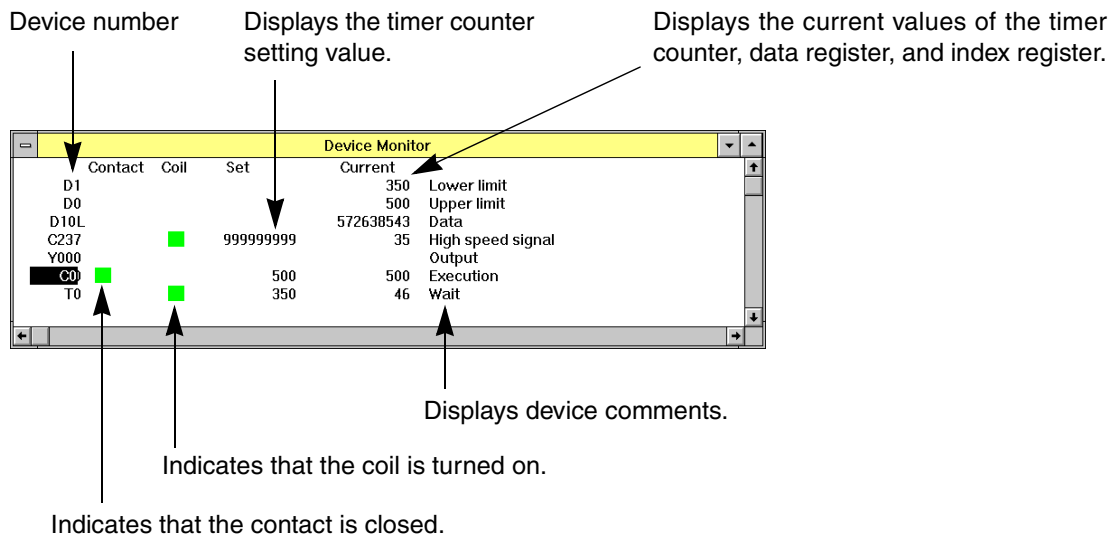 Device number
Displays the timer counter
setting value.
Displays the current values of the timer
counter, data register, and index register.
Device Monitor
Contact Coil Set Current
D1 350 Lower limit
D0 500 Upper limit
D10L 572638543 Data
C237 999999999 35 High speed signal
Y000 Output
C0 500 500 Execution
T0 350 46 Wait
Displays device comments.
Indicates that the coil is turned on.
Indicates that the contact is closed.